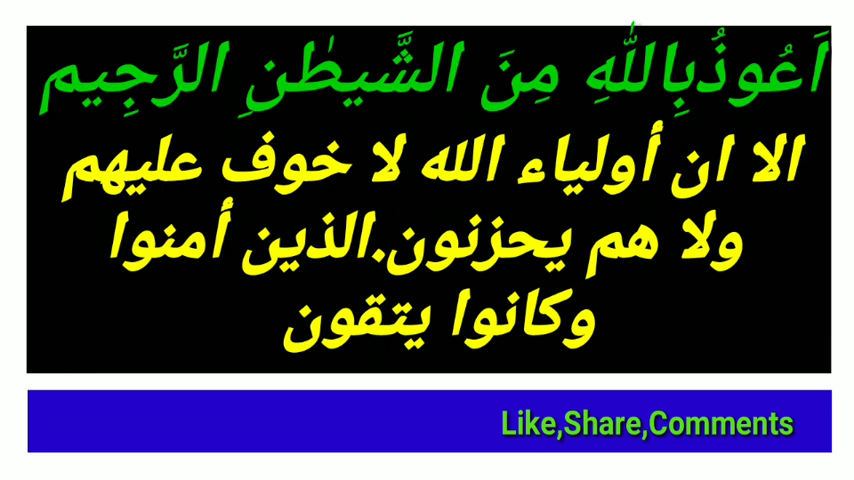 اَعُوذُبِاللّٰهِ مِنَ الشَّيطٰنِ الرَّجِيم
الا ان أولياء الله لا خوف عليهم
ولا هم يحزنون.الذين أمنوا
وكانوا يتقون
Like,Share,Comments